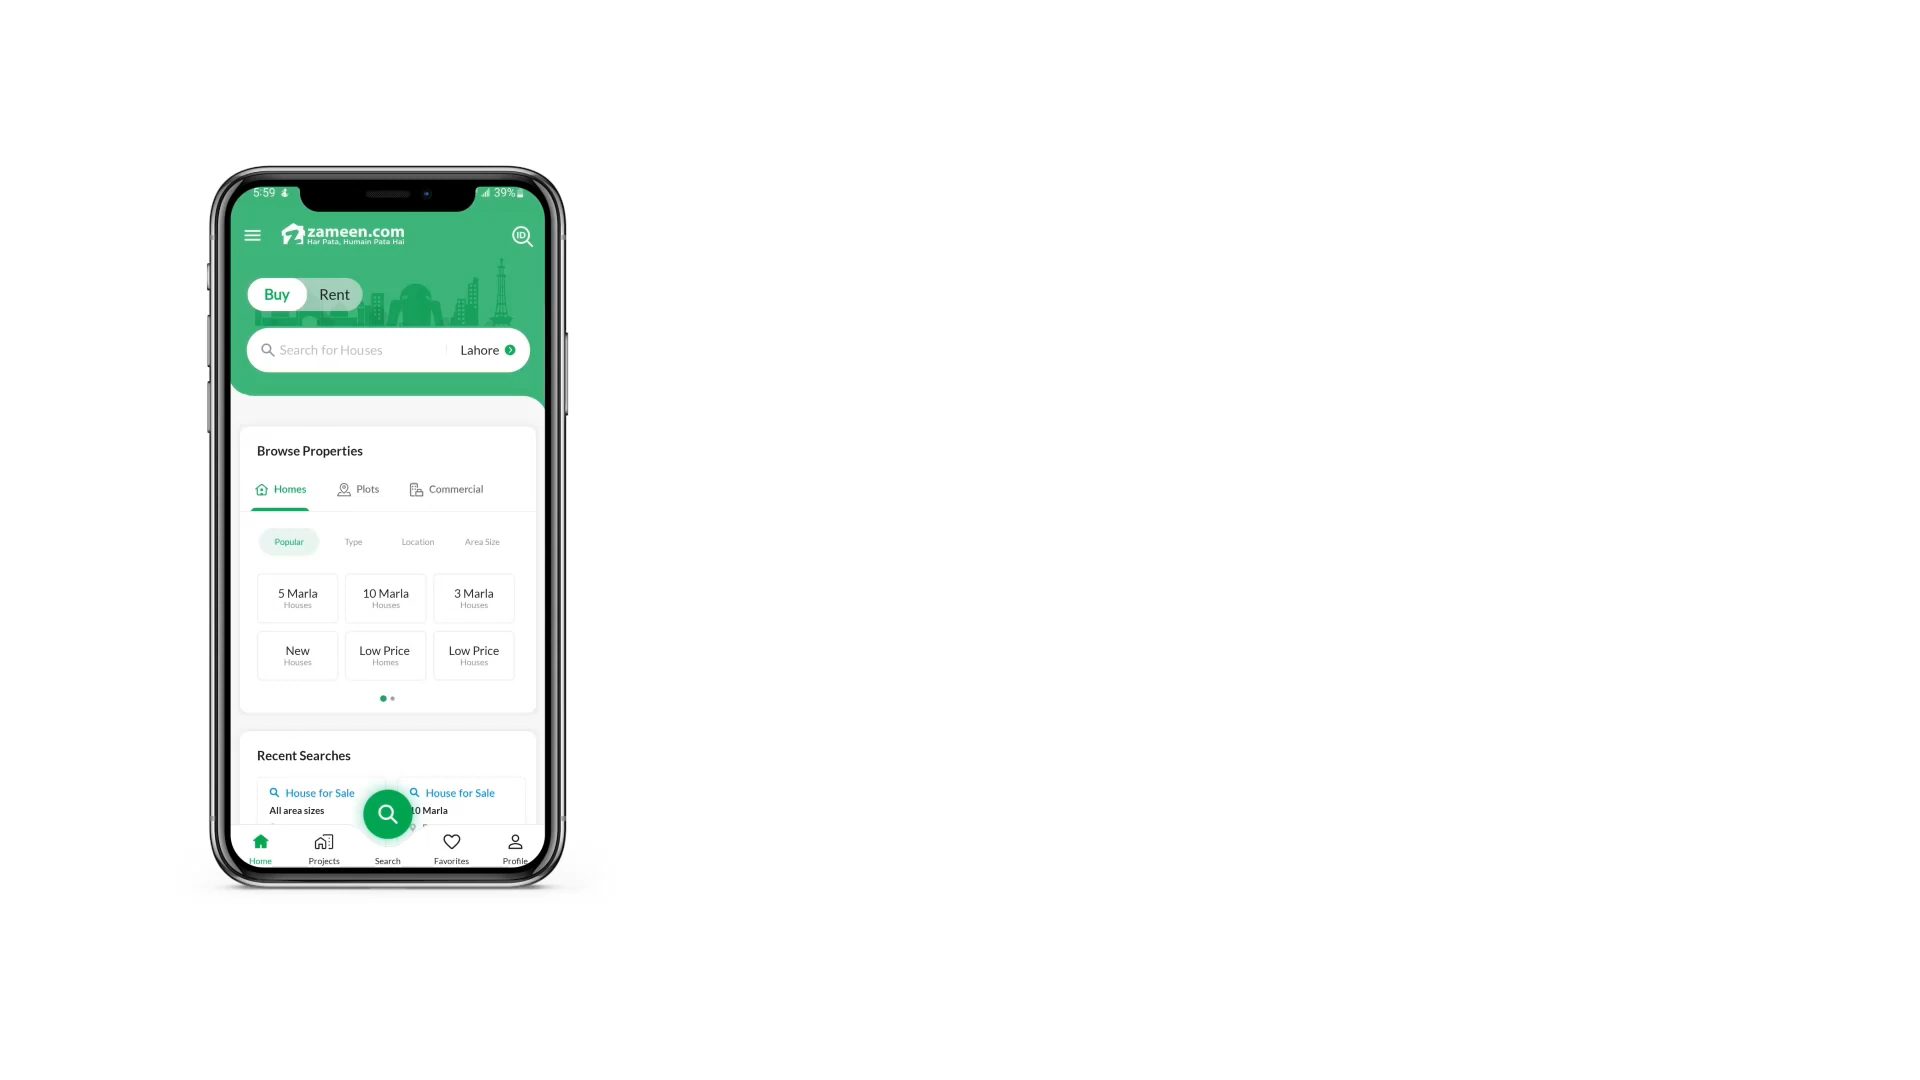 5:59 39%
zameen.com
Har Pata, Humain Pata Hai
ID
Buy Rent
Search for Houses Lahore
Browse Properties
Homes Plots Commercial
Popular Type Location Area Size
5 Marla 10 Marla 3 Marla
Houses Houses Houses
New Low Price Low Price
Houses Homes Houses
Recent Searches
House for Sale House for Sale
All area sizes 10 Marla
Home Projects Search Favorites Profile